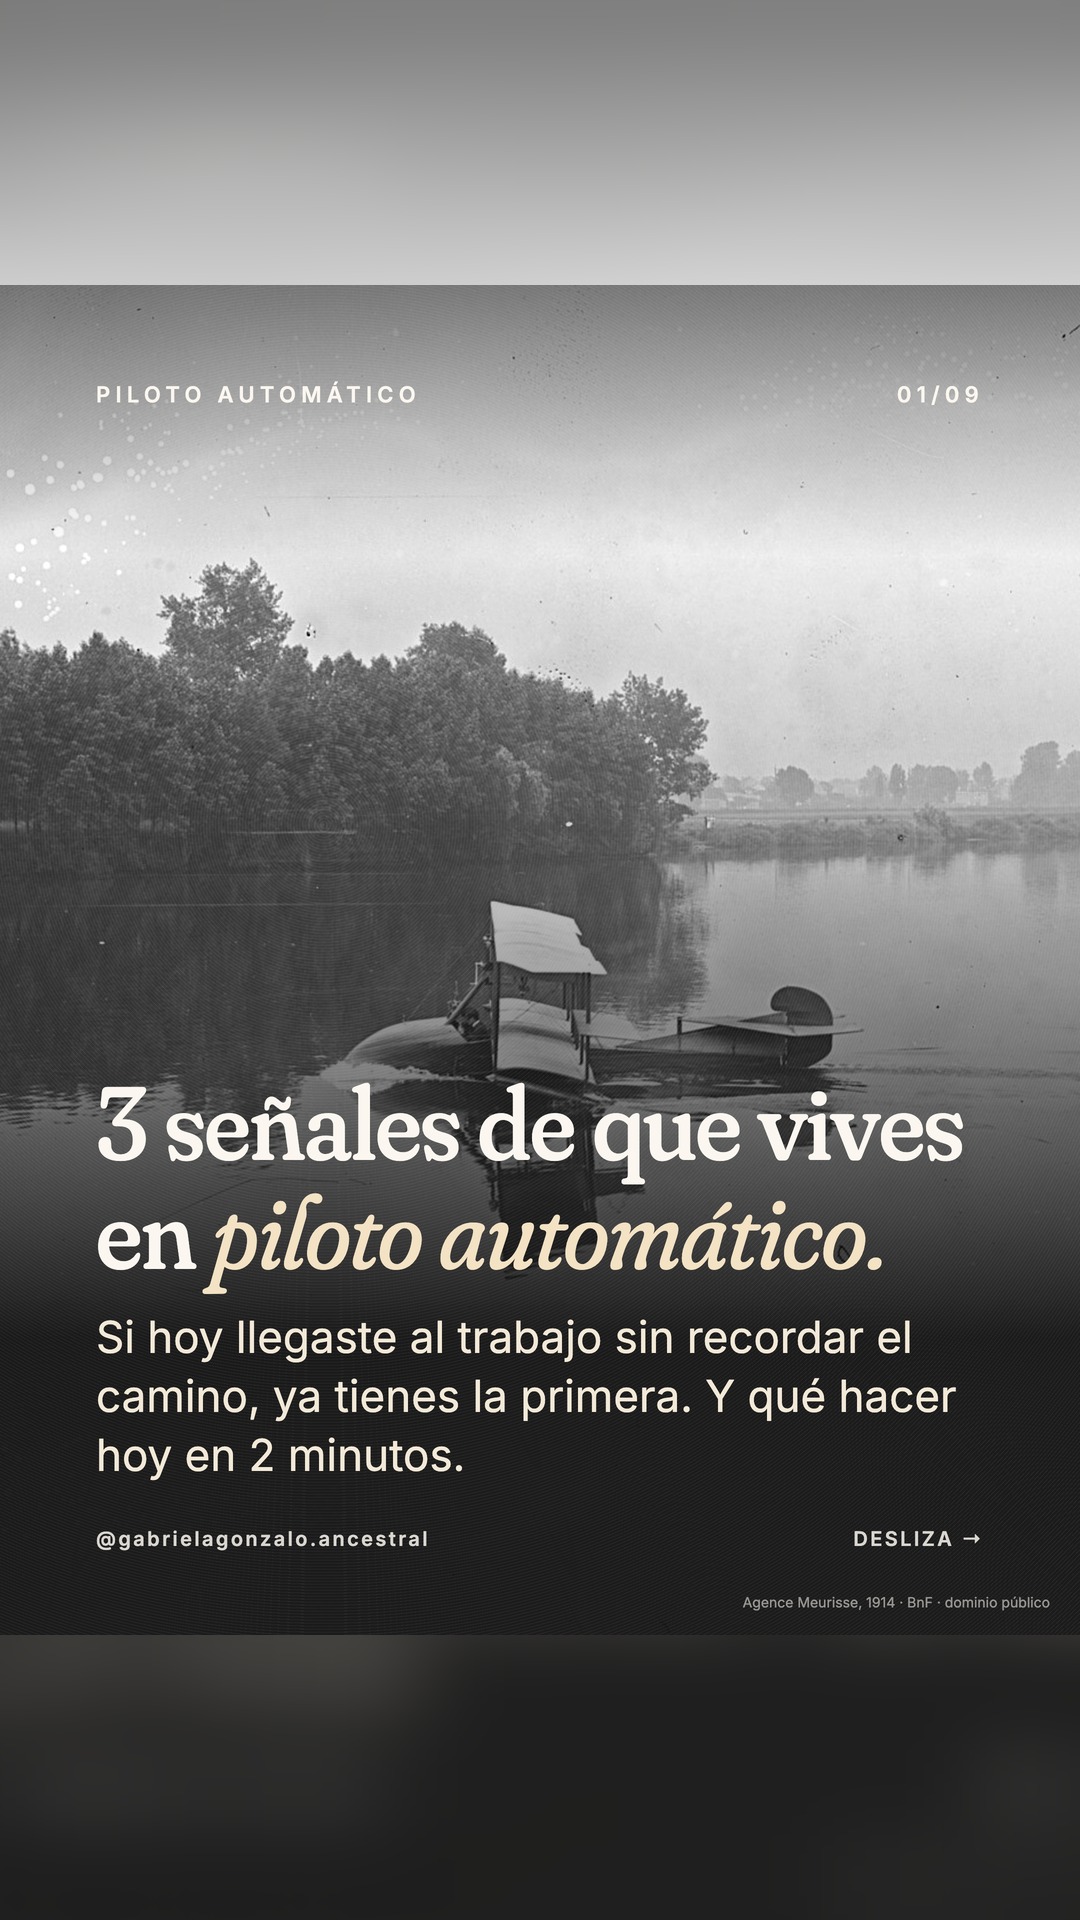 PILOTO AUTOMÁTICO
01/09
3 señales de que vives
en piloto automático.
Si hoy llegaste al trabajo sin recordar el
camino, ya tienes la primera. Y qué hacer
hoy en 2 minutos.
@gabrielagonzalo.ancestral
DESLIZA →
Agence Meurisse, 1914 · BnF · dominio público